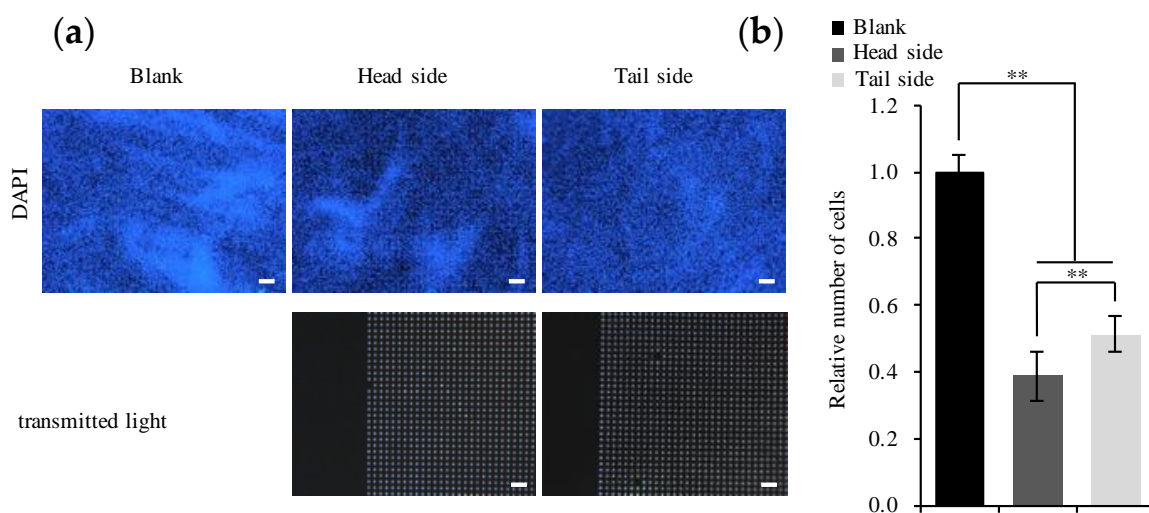 (a)
Blank
Head side
Tail side
DAPI
transmitted light
(b)
Blank
Head side
Tail side
**
**
Relative number of cells
1.2
1.0
0.8
0.6
0.4
0.2
0.0